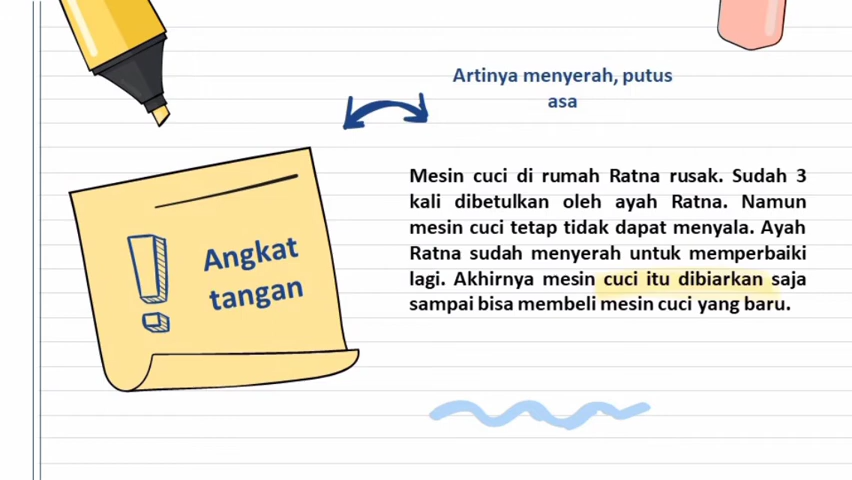 Artinya menyerah, putus
asa
Angkat
tangan
Mesin cuci di rumah Ratna rusak. Sudah 3
kali dibetulkan oleh ayah Ratna. Namun
mesin cuci tetap tidak dapat menyala. Ayah
Ratna sudah menyerah untuk memperbaiki
lagi. Akhirnya mesin cuci itu dibiarkan saja
sampai bisa membeli mesin cuci yang baru.